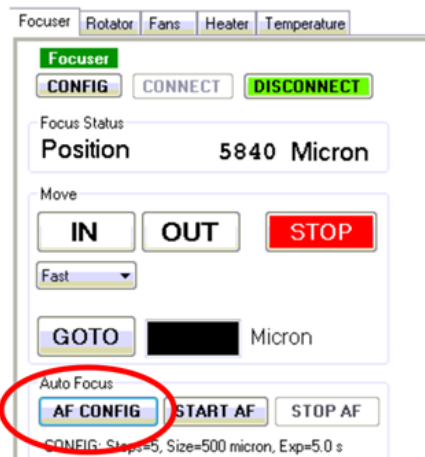 Focuser Rotator Fans Heater Temperature
Focuser
CONFIG CONNECT DISCONNECT
Focus Status
Position 5840 Micron
Move
IN OUT STOP
Fast
GOTO Micron
Auto Focus
AF CONFIG START AF STOP AF
CONFIG: Steps=5, Size=500 micron, Exp=5.0 s